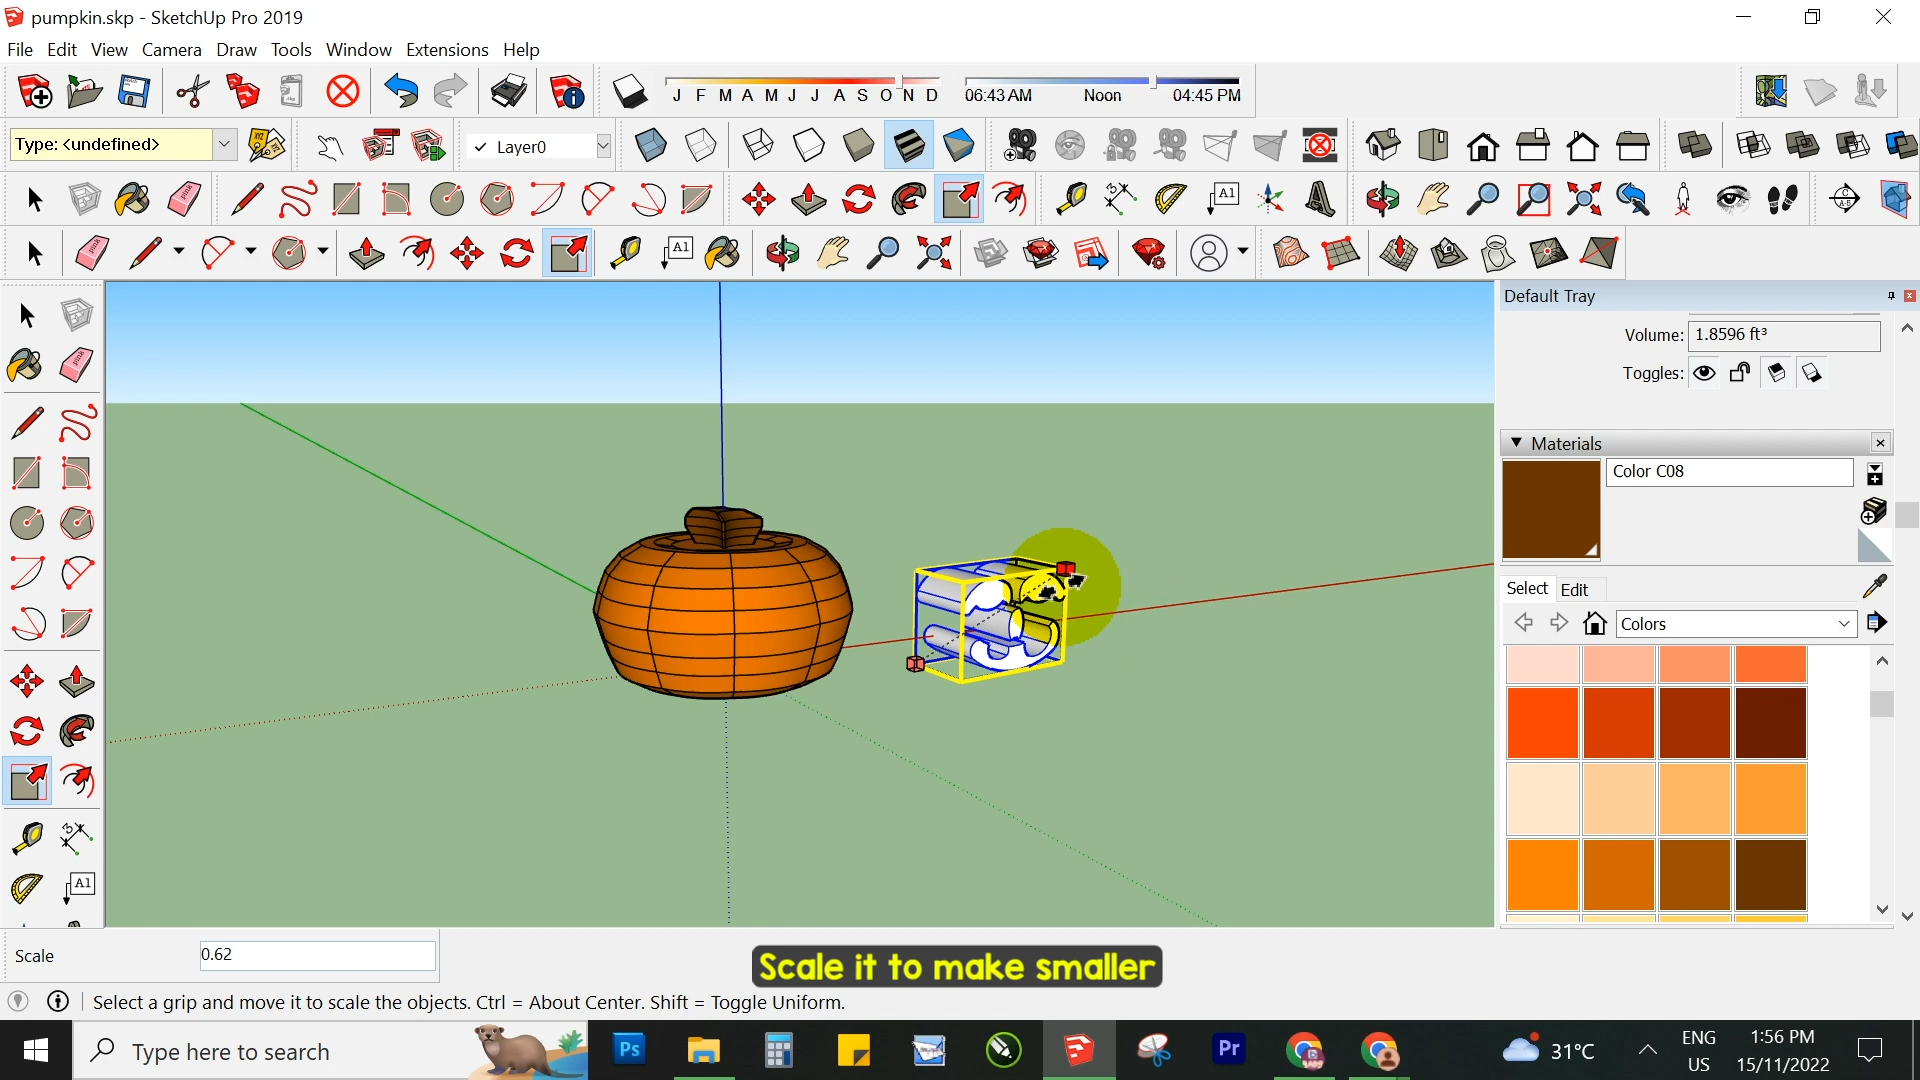 pumpkin.skp - SketchUp Pro 2019
File Edit View Camera Draw Tools Window Extensions Help
J F M A M J J A S O N D 06:43 AM Noon 04:45 PM
Type: <undefined> Layer0
A1
A1
Default Tray
Volume: 1.8596 ft³
Toggles:
Materials
Color C08
Select Edit
Colors
A1
Scale 0.62
Scale it to make smaller
Select a grip and move it to scale the objects. Ctrl = About Center. Shift = Toggle Uniform.
Type here to search Ps Pr 31°C ENG 1:56 PM
US 15/11/2022